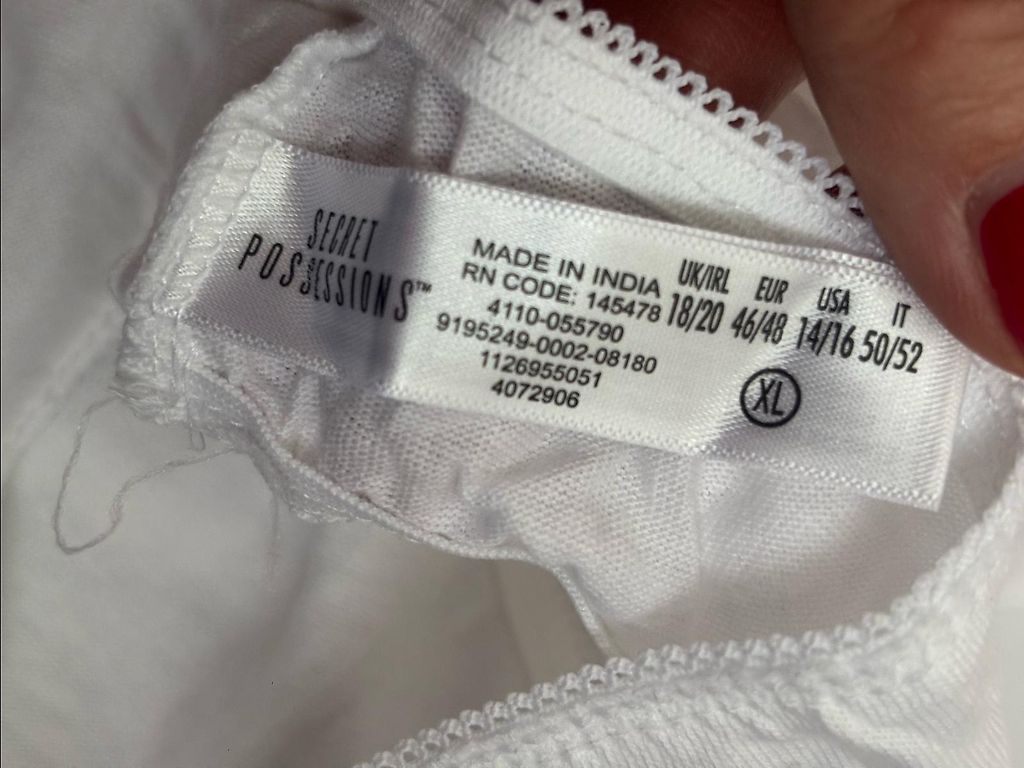 SECRET
POSSESSIONS™
MADE IN INDIA
RN CODE: 145478
4110-055790
9195249-0002-08180
1126955051
4072906
UK/IRL EUR USA IT
18/20 46/48 14/16 50/52
XL